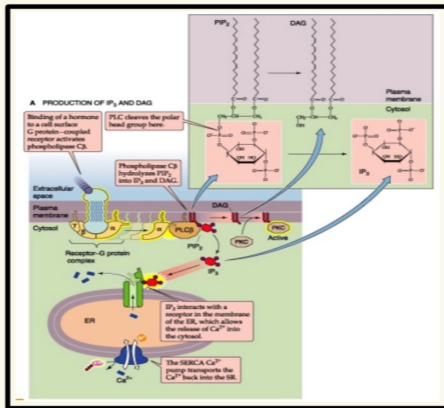 PIP₂
DAG
Plasma
membrane
Cytosol
A PRODUCTION OF IP₃ AND DAG
Binding of a hormone
to a cell surface
G protein–coupled
receptor activates
phospholipase Cβ.
PLC cleaves the polar
head group here.
IP₃
Phospholipase Cβ
hydrolyses PIP₂
into IP₃ and DAG.
Extracellular
space
Plasma
membrane
Cytosol
α
α
PLCβ
DAG
PIP₂
PKC
PKC
Active
Receptor–G protein
complex
IP₃
ER
IP₃ interacts with a
receptor in the membrane
of the ER, which allows
the release of Ca²⁺ into
the cytosol.
The SERCA Ca²⁺
pump transports the
Ca²⁺ back into the SR.
Ca²⁺